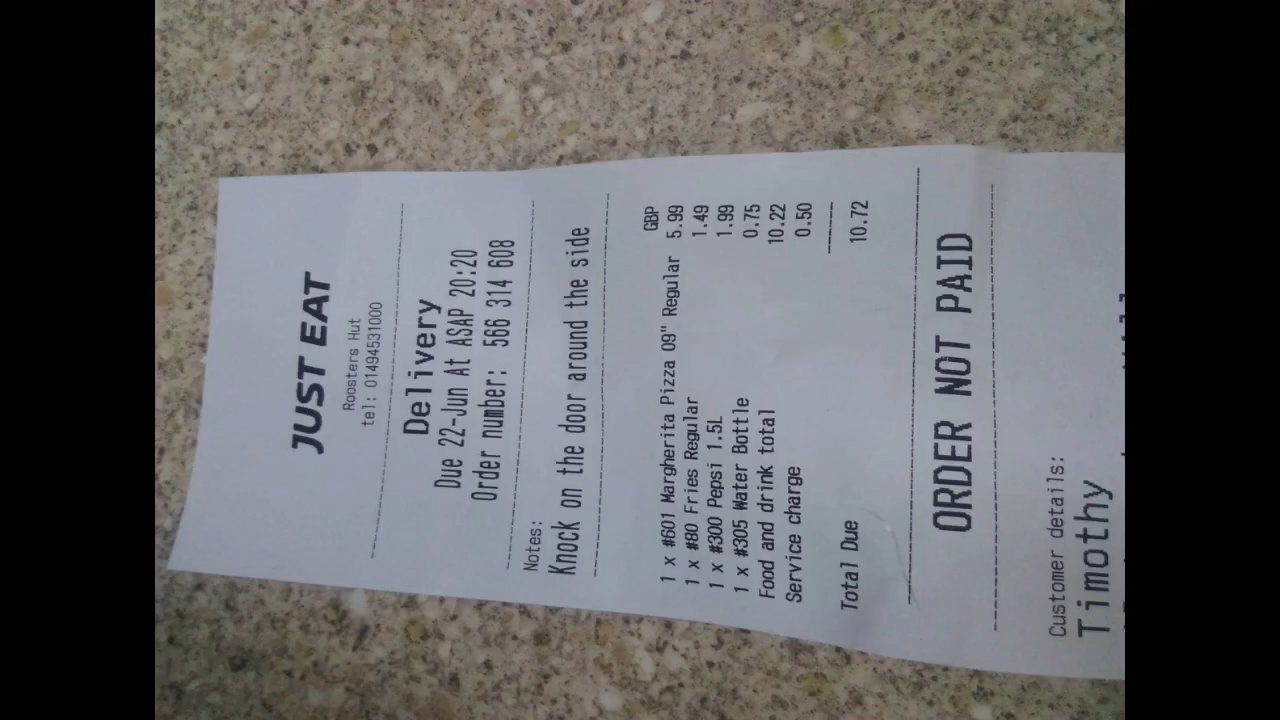 JUST EAT
Roosters Hut
tel: 01494531000
Delivery
Due 22-Jun At ASAP 20:20
Order number: 566 314 608
Notes:
Knock on the door around the side
GBP
1 x #601 Margherita Pizza 09" Regular 5.99
1 x #80 Fries Regular 1.49
1 x #300 Pepsi 1.5L 1.99
1 x #305 Water Bottle 0.75
Food and drink total 10.22
Service charge 0.50
Total Due 10.72
ORDER NOT PAID
Customer details:
Timothy